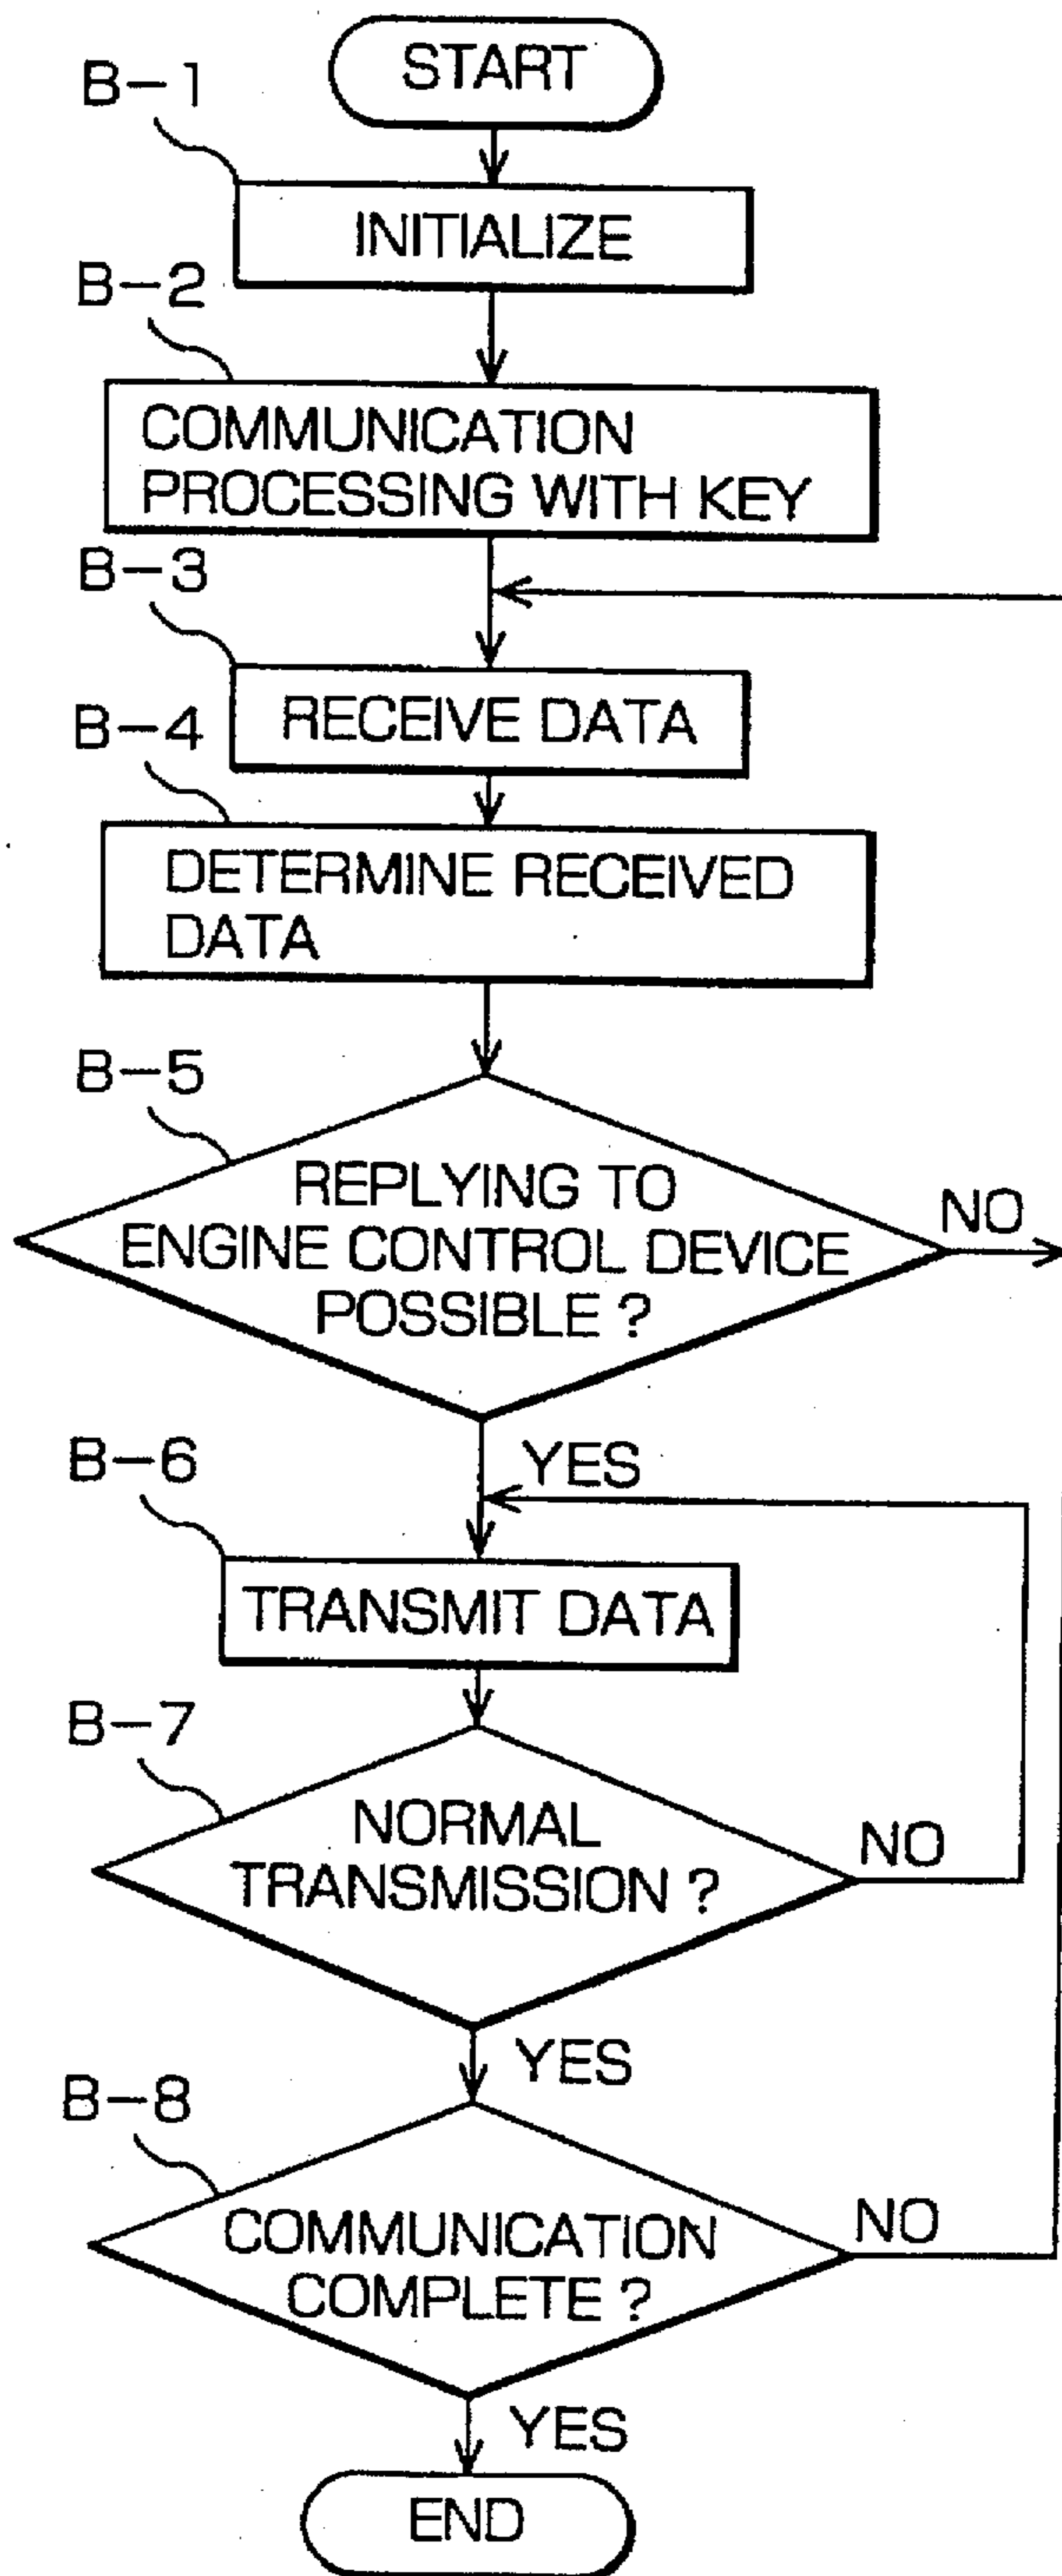 START
B-1
INITIALIZE
B-2
COMMUNICATION
PROCESSING WITH KEY
B-3
RECEIVE DATA
B-4
DETERMINE RECEIVED
DATA
B-5
REPLYING TO
ENGINE CONTROL DEVICE
POSSIBLE ?
NO
YES
B-6
TRANSMIT DATA
B-7
NORMAL
TRANSMISSION ?
NO
YES
B-8
COMMUNICATION
COMPLETE ?
NO
YES
END